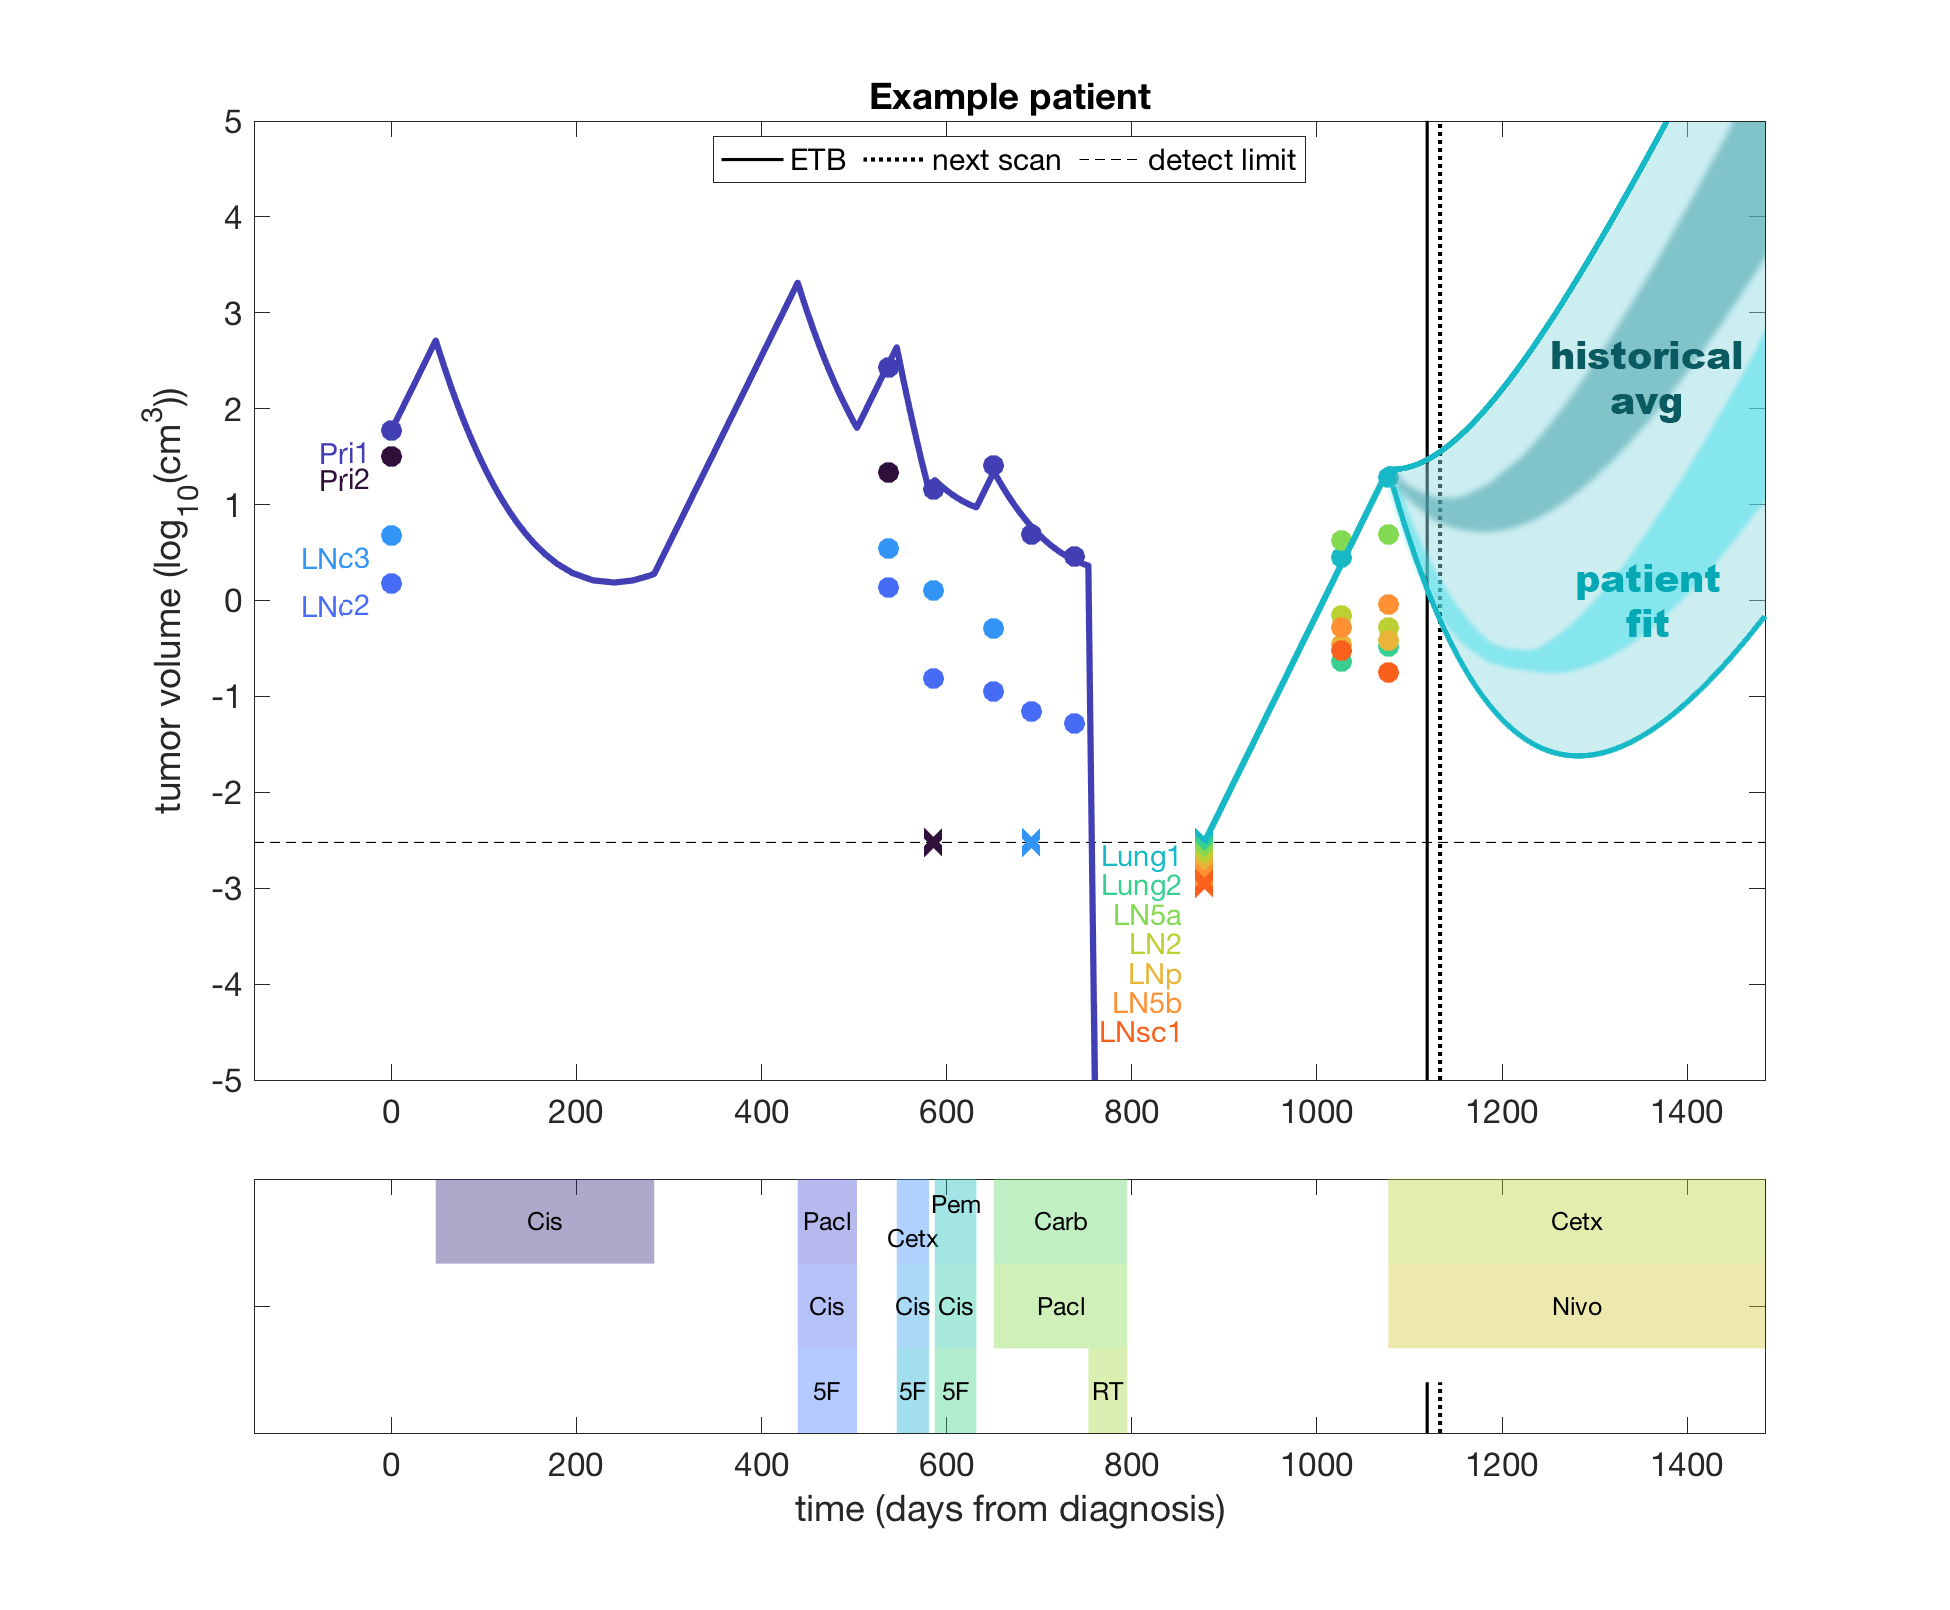 Example patient
ETB next scan detect limit
5
4
3
2
1
0
-1
-2
-3
-4
-5
tumor volume (log10(cm3))
Pri1
Pri2
LNc3
LNc2
historical
avg
patient
fit
Lung1
Lung2
LN5a
LN2
LNp
LN5b
LNsc1
0 200 400 600 800 1000 1200 1400
Cis Pacl Cetx Pem Carb Cetx
Cis Cis Cis Pacl Nivo
5F 5F 5F RT
0 200 400 600 800 1000 1200 1400
time (days from diagnosis)